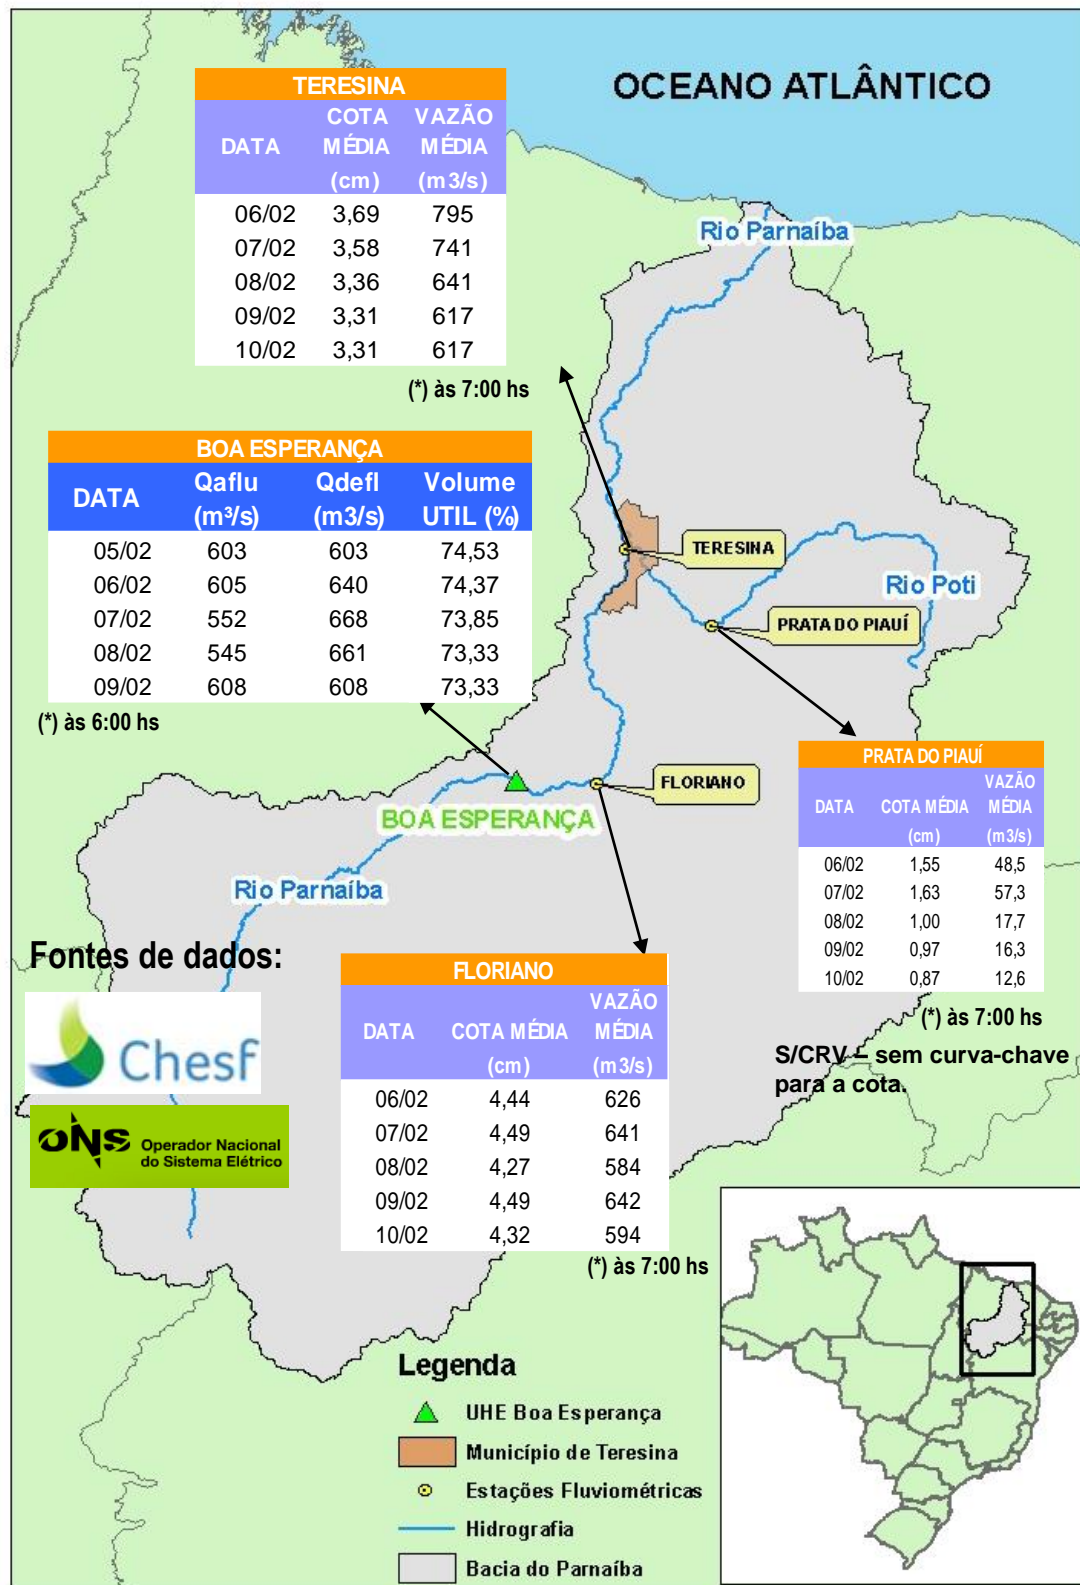 OCEANO ATLÂNTICO
TERESINA
DATA COTA MÉDIA (cm) VAZÃO MÉDIA (m3/s)
06/02 3,69 795
07/02 3,58 741
08/02 3,36 641
09/02 3,31 617
10/02 3,31 617
(*) às 7:00 hs
Rio Parnaíba
BOA ESPERANÇA
DATA Qaflu (m³/s) Qdefl (m3/s) Volume UTIL (%)
05/02 603 603 74,53
06/02 605 640 74,37
07/02 552 668 73,85
08/02 545 661 73,33
09/02 608 608 73,33
(*) às 6:00 hs
TERESINA
Rio Poti
PRATA DO PIAUÍ
FLORIANO
BOA ESPERANÇA
Rio Parnaíba
PRATA DO PIAUÍ
DATA COTA MÉDIA (cm) VAZÃO MÉDIA (m3/s)
06/02 1,55 48,5
07/02 1,63 57,3
08/02 1,00 17,7
09/02 0,97 16,3
10/02 0,87 12,6
(*) às 7:00 hs
S/CRV – sem curva-chave
para a cota.
Fontes de dados:
Chesf
ONS Operador Nacional
do Sistema Elétrico
FLORIANO
DATA COTA MÉDIA (cm) VAZÃO MÉDIA (m3/s)
06/02 4,44 626
07/02 4,49 641
08/02 4,27 584
09/02 4,49 642
10/02 4,32 594
(*) às 7:00 hs
Legenda
UHE Boa Esperança
Município de Teresina
Estações Fluviométricas
Hidrografia
Bacia do Parnaíba